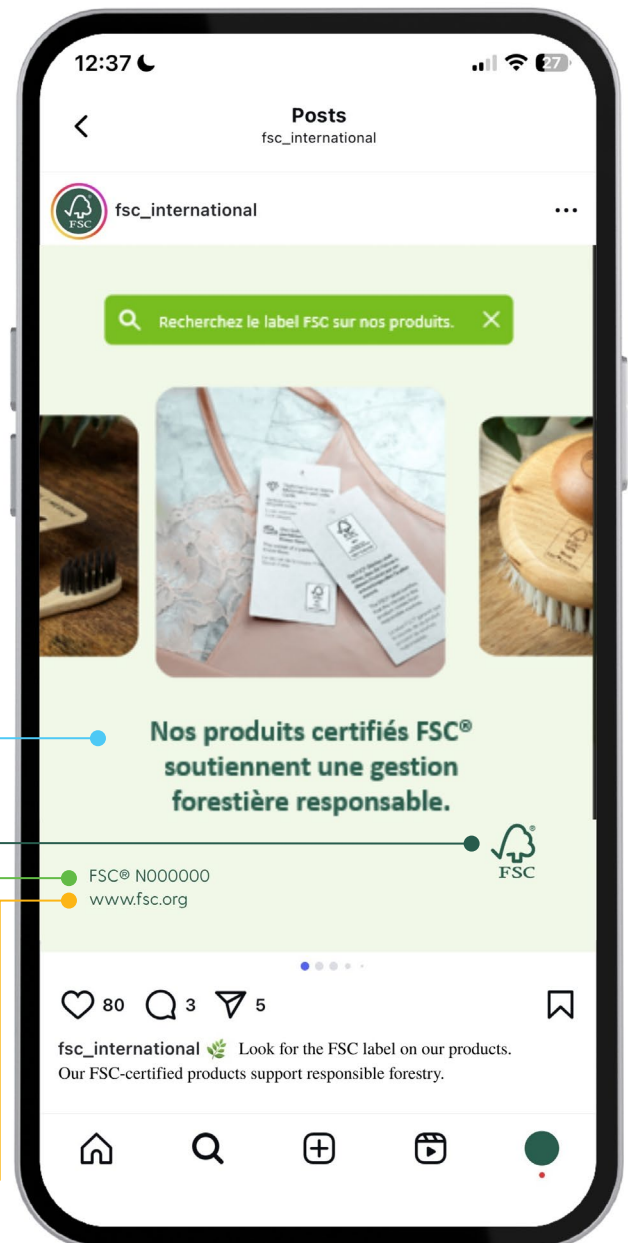 12:37
27
Posts
fsc_international
FSC
fsc_international
Recherchez le label FSC sur nos produits.
Nos produits certifiés FSC®
soutiennent une gestion
forestière responsable.
FSC
FSC® N000000
www.fsc.org
80
3
5
fsc_international Look for the FSC label on our products.
Our FSC-certified products support responsible forestry.